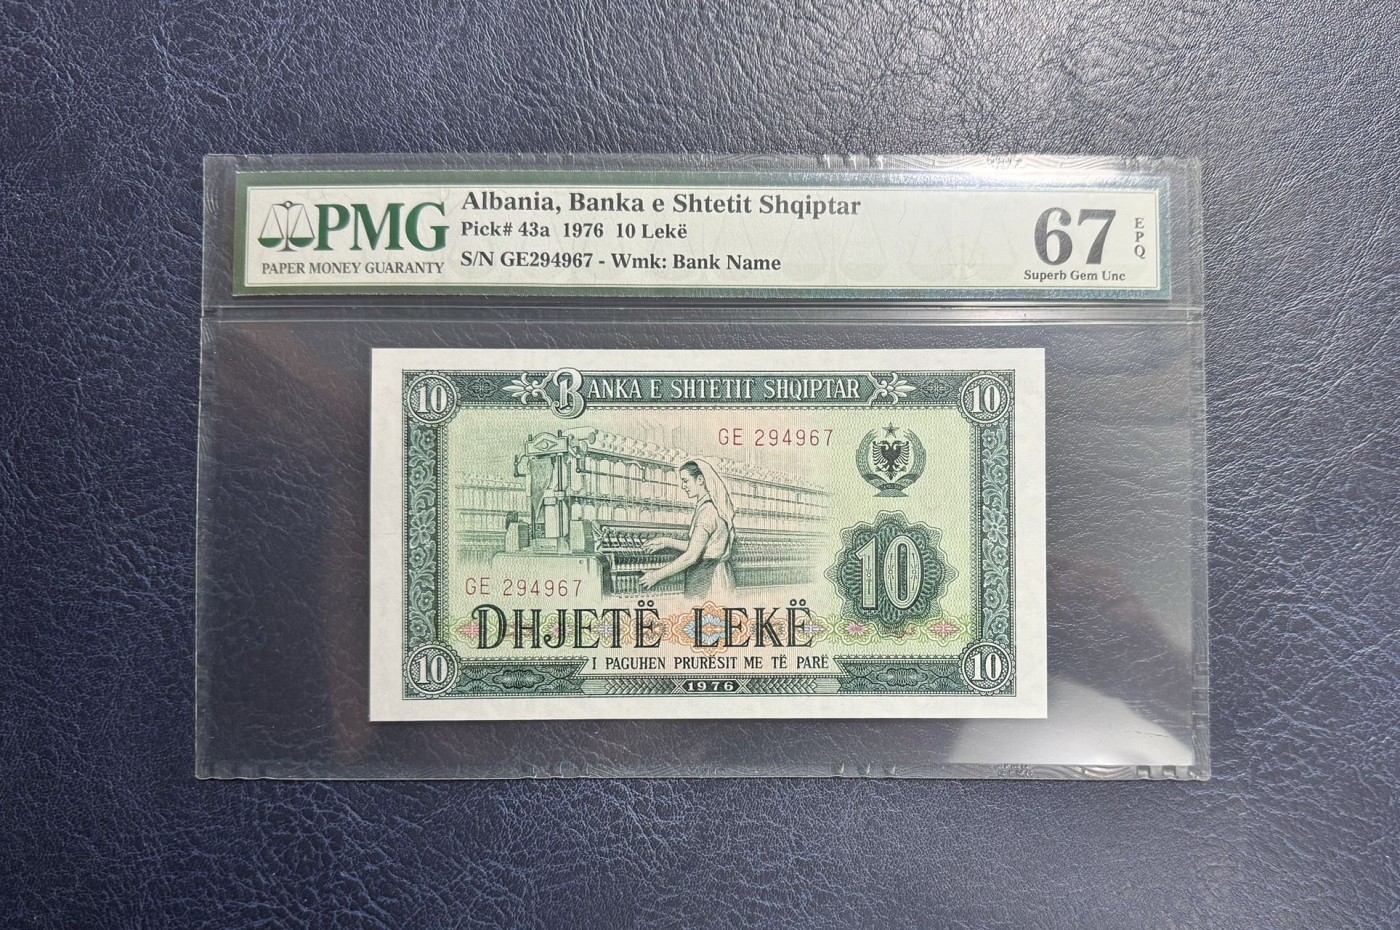 PMG
PAPER MONEY GUARANTY
Albania, Banka e Shtetit Shqiptar
Pick# 43a 1976 10 Lekë
S/N GE294967 - Wmk: Bank Name
67
EPQ
Superb Gem Unc
10
BANKA E SHTETIT SHQIPTAR
10
GE 294967
10
GE 294967
DHJETË LEKË
I PAGUHEN PRURËSIT ME TË PARË
10
1976
10